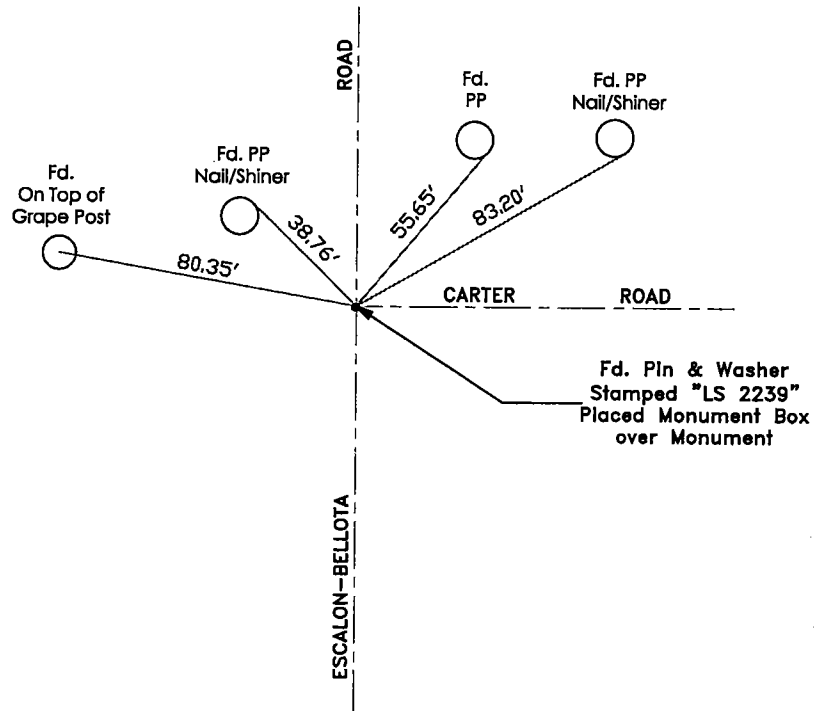 ROAD
Fd.
PP
Fd. PP
Nail/Shiner
Fd. PP
Nail/Shiner
Fd.
On Top of
Grape Post
38.76'
55.65'
83.20'
80.35'
CARTER ROAD
Fd. Pin & Washer
Stamped "LS 2239"
Placed Monument Box
over Monument
ESCALON-BELLOTA